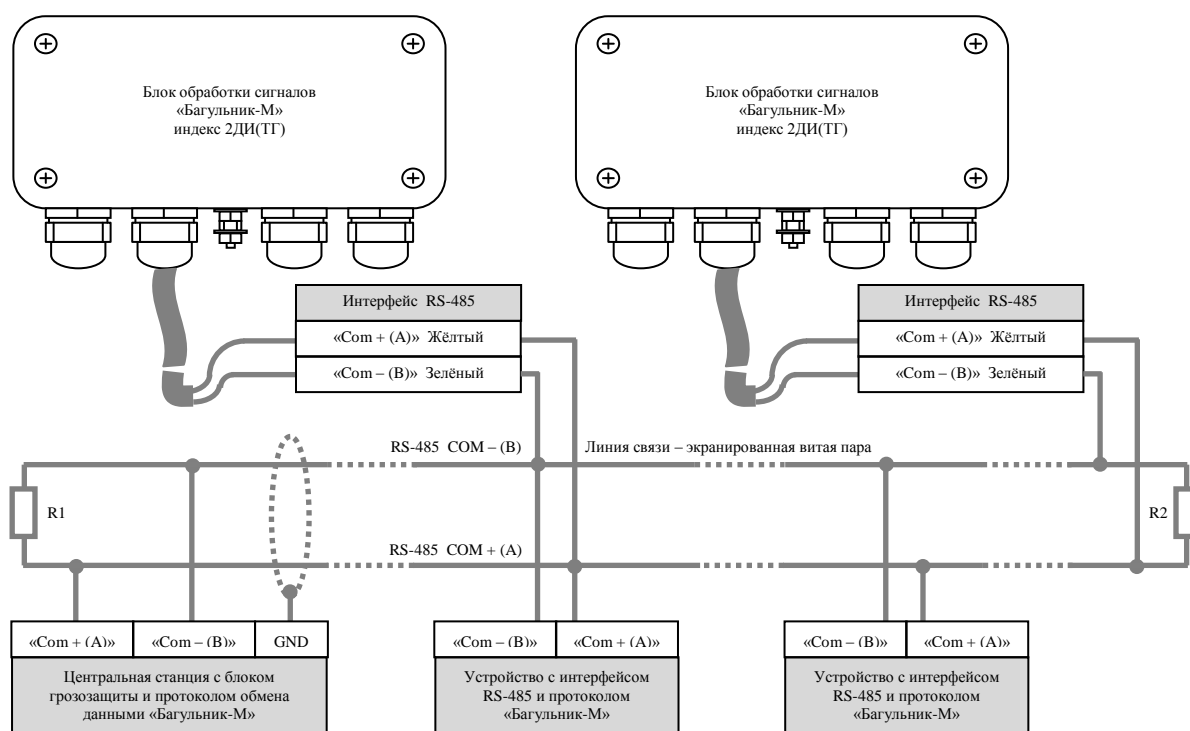 Блок обработки сигналов
«Багульник-М»
индекс 2ДИ(ТГ)
Блок обработки сигналов
«Багульник-М»
индекс 2ДИ(ТГ)
Интерфейс RS-485
«Com + (A)» Жёлтый
«Com – (B)» Зелёный
Интерфейс RS-485
«Com + (A)» Жёлтый
«Com – (B)» Зелёный
RS-485 COM – (B)
Линия связи – экранированная витая пара
R1
R2
RS-485 COM + (A)
«Com + (A)»
«Com – (B)»
GND
Центральная станция с блоком
грозозащиты и протоколом обмена
данными «Багульник-М»
«Com – (B)»
«Com + (A)»
Устройство с интерфейсом
RS-485 и протоколом
«Багульник-М»
«Com – (B)»
«Com + (A)»
Устройство с интерфейсом
RS-485 и протоколом
«Багульник-М»